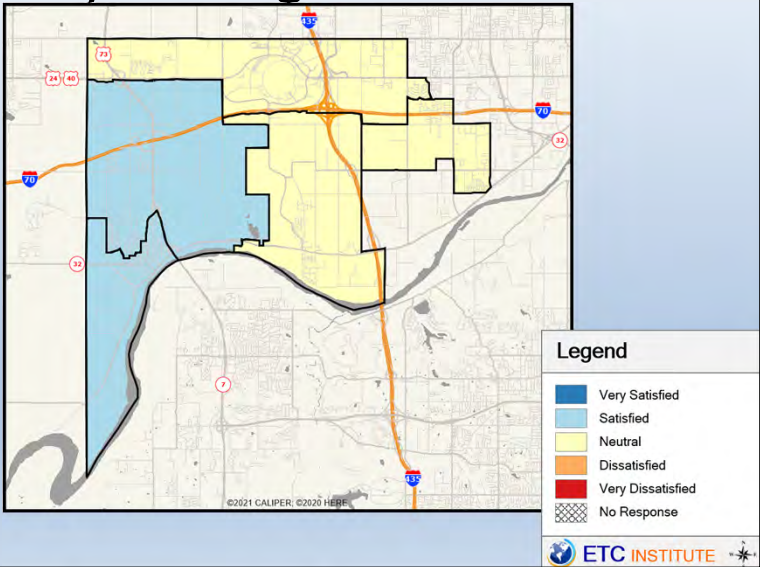 435
73
24 40
70
32
70
32
7
435
©2021 CALIPER; ©2020 HERE
Legend
Very Satisfied
Satisfied
Neutral
Dissatisfied
Very Dissatisfied
No Response
ETC INSTITUTE